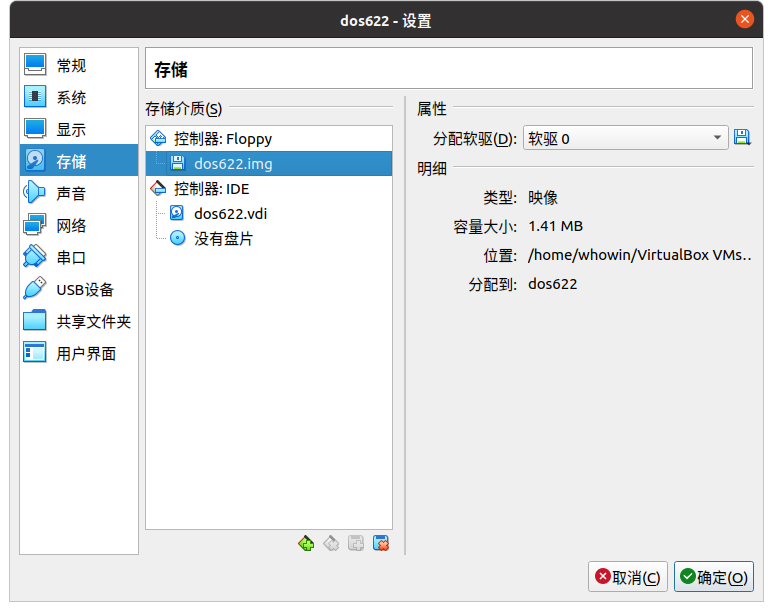 dos622 - 设置
常规
系统
显示
存储
声音
网络
串口
USB设备
共享文件夹
用户界面
存储
存储介质(S)
控制器: Floppy
dos622.img
控制器: IDE
dos622.vdi
没有盘片
属性
分配软驱(D): 软驱 0
明细
类型: 映像
容量大小: 1.41 MB
位置: /home/whowin/VirtualBox VMs..
分配到: dos622
取消(C)
确定(O)